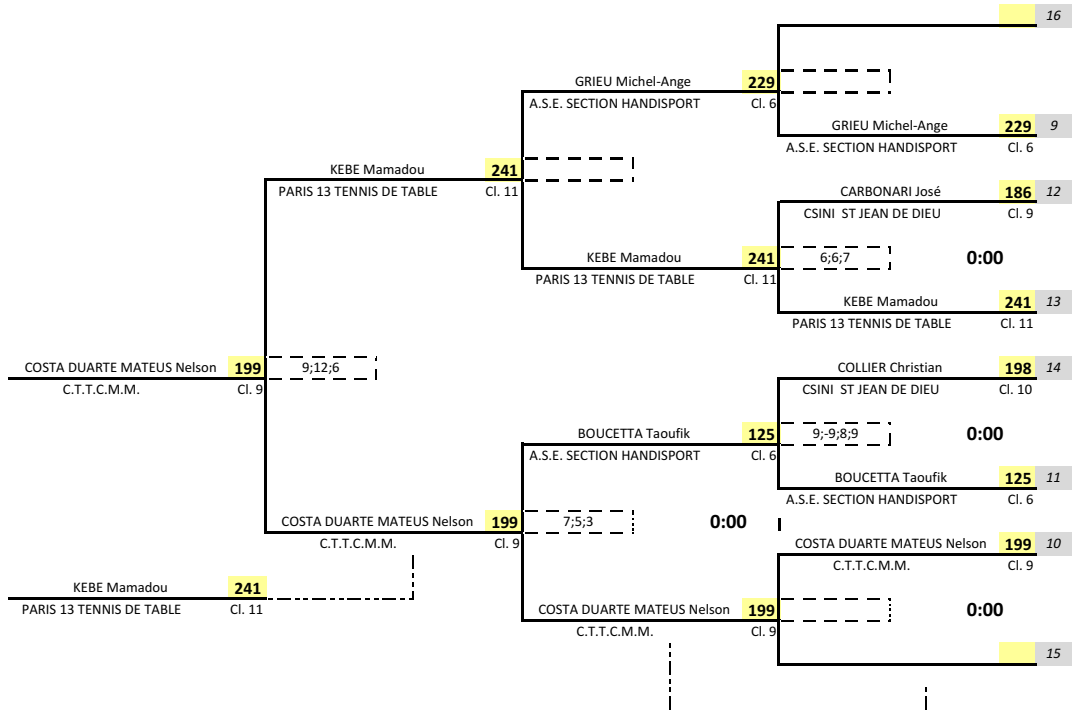 16
GRIEU Michel-Ange 229
A.S.E. SECTION HANDISPORT Cl. 6
GRIEU Michel-Ange 229 9
A.S.E. SECTION HANDISPORT Cl. 6
KEBE Mamadou 241
PARIS 13 TENNIS DE TABLE Cl. 11
CARBONARI José 186 12
CSINI ST JEAN DE DIEU Cl. 9
KEBE Mamadou 241 6;6;7 0:00
PARIS 13 TENNIS DE TABLE Cl. 11
KEBE Mamadou 241 13
PARIS 13 TENNIS DE TABLE Cl. 11
COSTA DUARTE MATEUS Nelson 199 9;12;6
C.T.T.C.M.M. Cl. 9
COLLIER Christian 198 14
CSINI ST JEAN DE DIEU Cl. 10
BOUCETTA Taoufik 125 9;-9;8;9 0:00
A.S.E. SECTION HANDISPORT Cl. 6
BOUCETTA Taoufik 125 11
A.S.E. SECTION HANDISPORT Cl. 6
COSTA DUARTE MATEUS Nelson 199 7;5;3 0:00
C.T.T.C.M.M. Cl. 9
COSTA DUARTE MATEUS Nelson 199 10
C.T.T.C.M.M. Cl. 9
KEBE Mamadou 241
PARIS 13 TENNIS DE TABLE Cl. 11
COSTA DUARTE MATEUS Nelson 199 0:00
C.T.T.C.M.M. Cl. 9
15